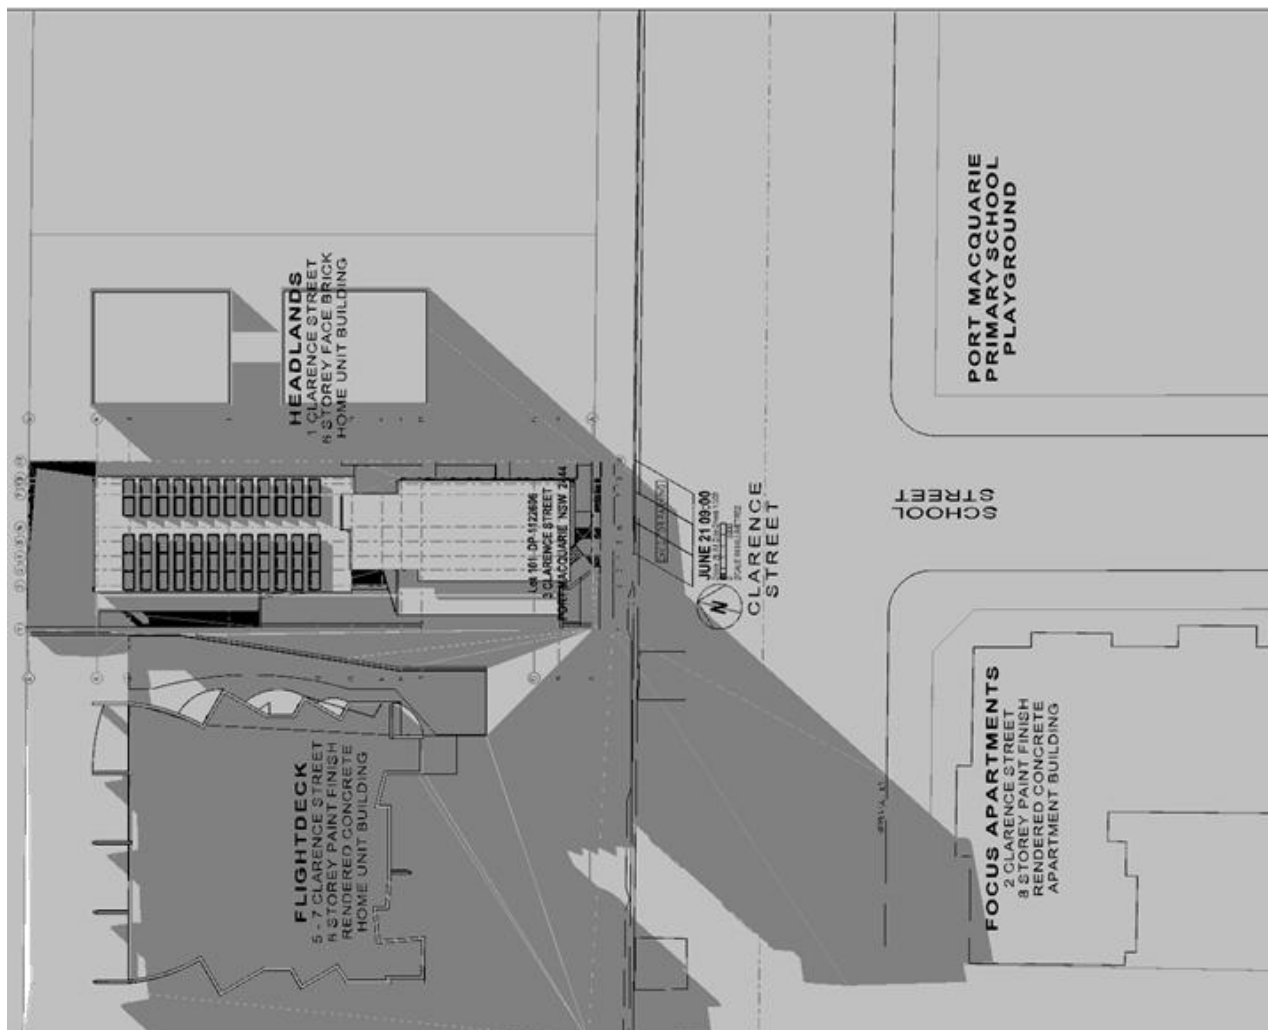 HEADLANDS
1 CLARENCE STREET
6 STOREY FACE BRICK
HOME UNIT BUILDING
PORT MACQUARIE
PRIMARY SCHOOL
PLAYGROUND
Lot 101 DP 1122606
3 CLARENCE STREET
PORT MACQUARIE NSW 2444
JUNE 21 09:00
N
CLARENCE
STREET
SCHOOL
STREET
FLIGHTDECK
5 - 7 CLARENCE STREET
6 STOREY PAINT FINISH
RENDERED CONCRETE
HOME UNIT BUILDING
FOCUS APARTMENTS
2 CLARENCE STREET
8 STOREY PAINT FINISH
RENDERED CONCRETE
APARTMENT BUILDING